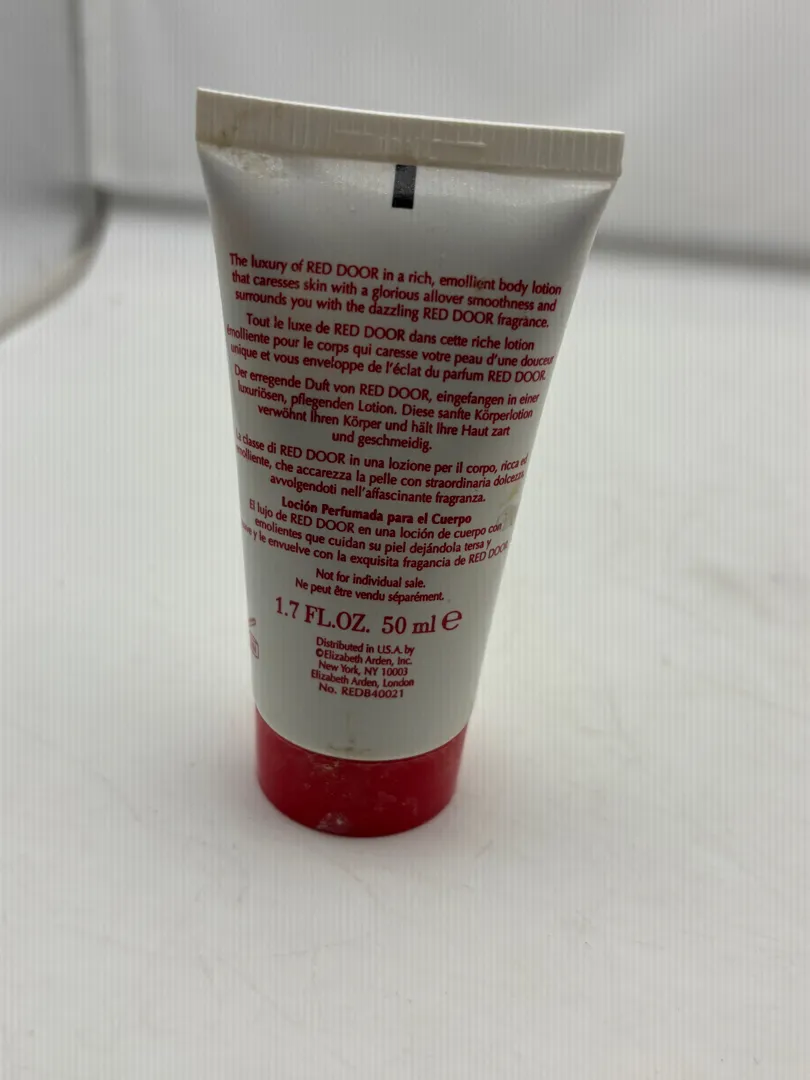 The luxury of RED DOOR in a rich, emollient body lotion
that caresses skin with a glorious allover smoothness and
surrounds you with the dazzling RED DOOR fragrance.
Tout le luxe de RED DOOR dans cette riche lotion
émolliente pour le corps qui caresse votre peau d'une douceur
unique et vous enveloppe de l'éclat du parfum RED DOOR.
Der erregende Duft von RED DOOR, eingefangen in einer
luxuriösen, pflegenden Lotion. Diese sanfte Körperlotion
verwöhnt Ihren Körper und hält Ihre Haut zart
und geschmeidig.
La classe di RED DOOR in una lozione per il corpo, ricca ed
emolliente, che accarezza la pelle con straordinaria dolcezza,
avvolgendoti nell'affascinante fragranza.
Loción Perfumada para el Cuerpo
El lujo de RED DOOR en una loción de cuerpo con
emolientes que cuidan su piel dejándola tersa y
y le envuelve con la exquisita fragancia de RED DOOR.
Not for individual sale.
Ne peut être vendu séparément.
1.7 FL.OZ. 50 ml e
Distributed in U.S.A. by
©Elizabeth Arden, Inc.
New York, NY 10003
Elizabeth Arden, London
No. REDB40021